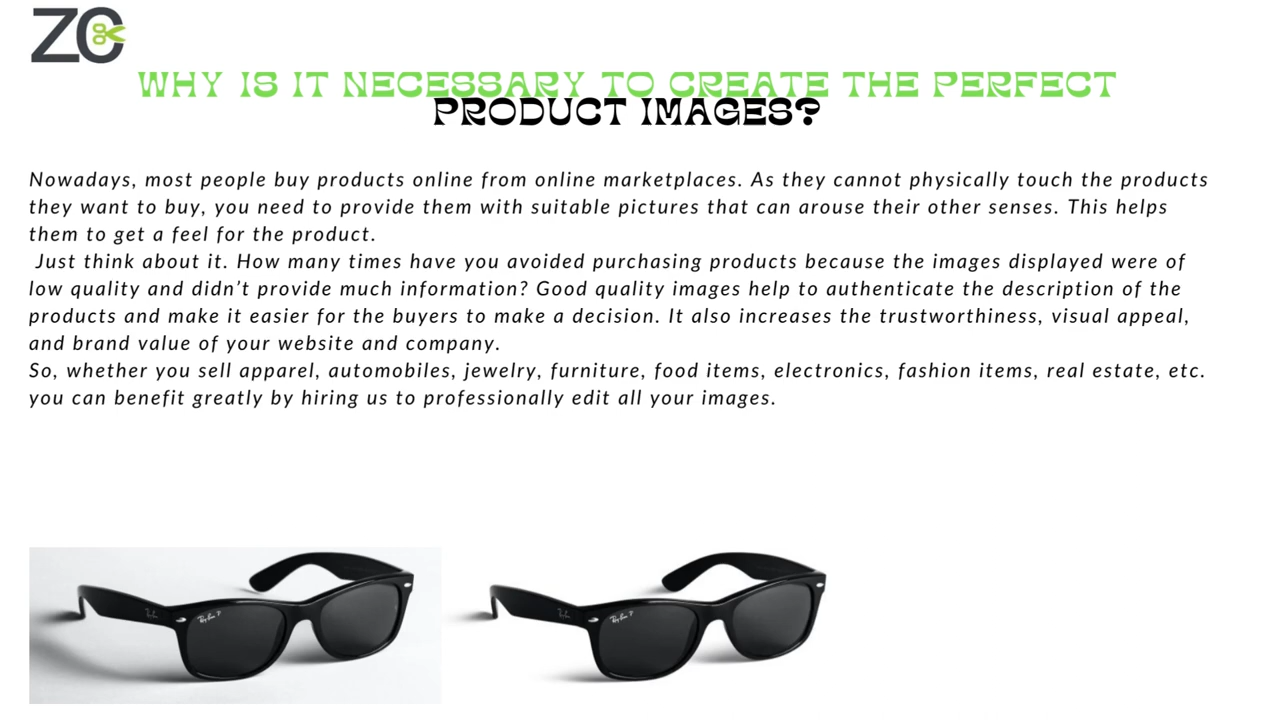 ZC
WHY IS IT NECESSARY TO CREATE THE PERFECT
PRODUCT IMAGES?
Nowadays, most people buy products online from online marketplaces. As they cannot physically touch the products
they want to buy, you need to provide them with suitable pictures that can arouse their other senses. This helps
them to get a feel for the product.
Just think about it. How many times have you avoided purchasing products because the images displayed were of
low quality and didn’t provide much information? Good quality images help to authenticate the description of the
products and make it easier for the buyers to make a decision. It also increases the trustworthiness, visual appeal,
and brand value of your website and company.
So, whether you sell apparel, automobiles, jewelry, furniture, food items, electronics, fashion items, real estate, etc.
you can benefit greatly by hiring us to professionally edit all your images.
Ray-Ban P
Ray-Ban P